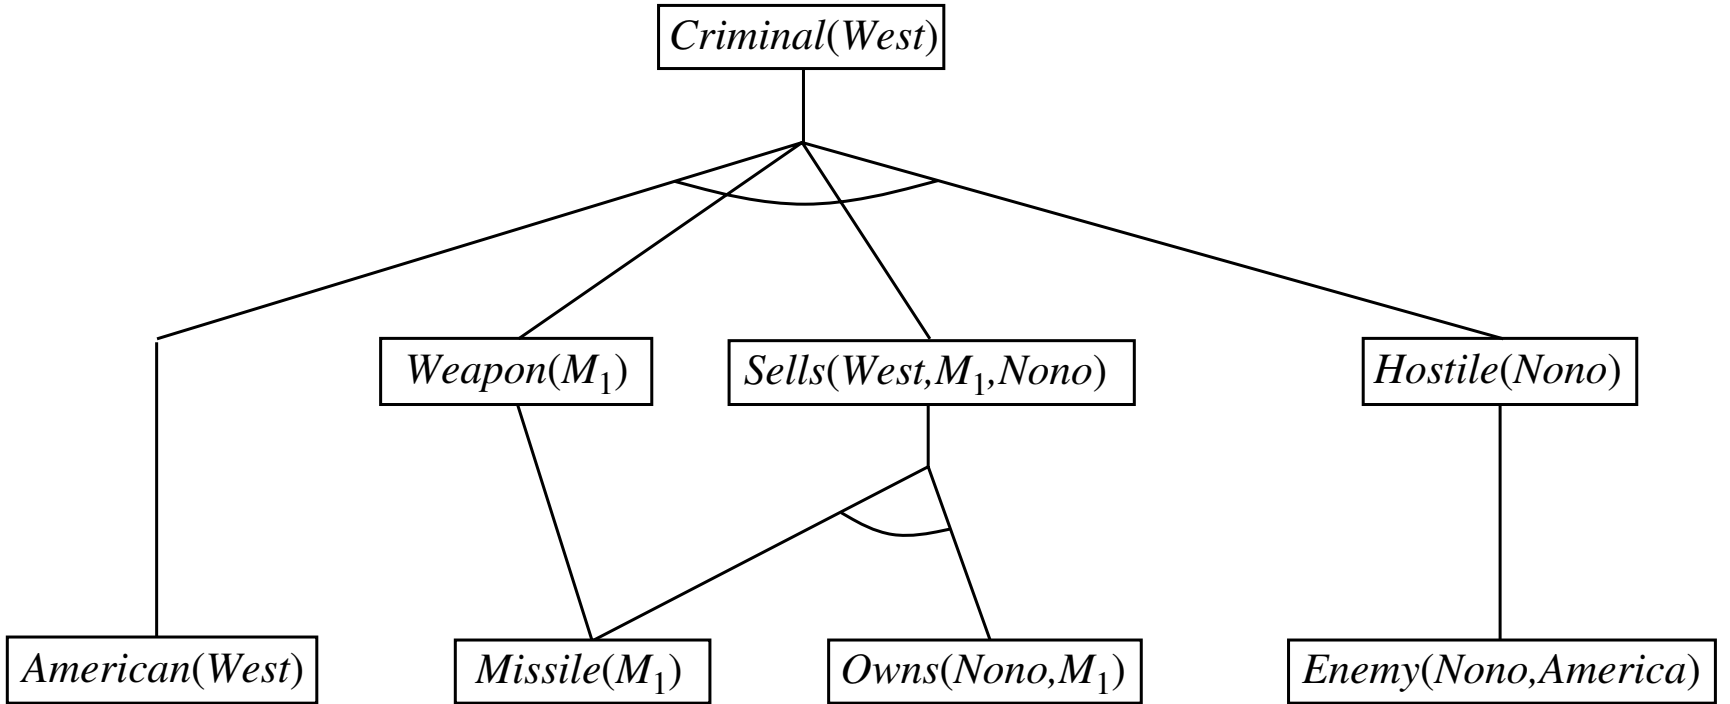 Criminal(West)
Weapon(M₁)
Sells(West,M₁,Nono)
Hostile(Nono)
American(West)
Missile(M₁)
Owns(Nono,M₁)
Enemy(Nono,America)